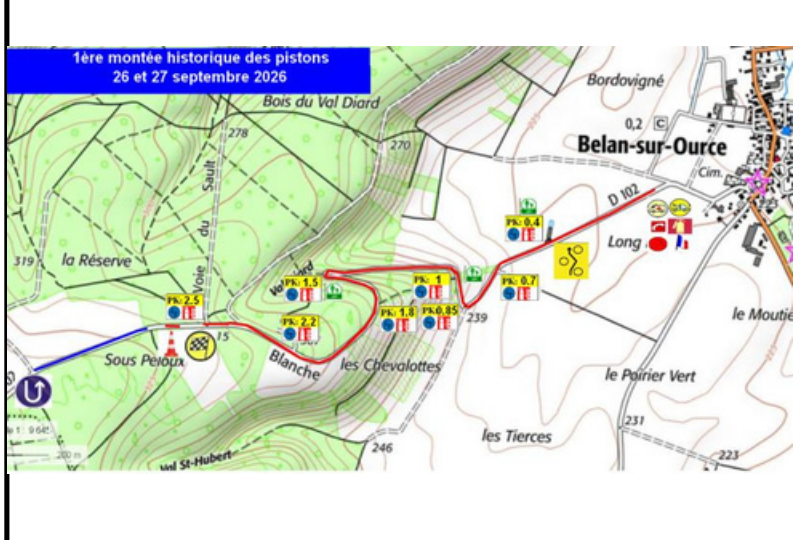 1ère montée historique des pistons
26 et 27 septembre 2026
Bordovigné
Bois du Val Diard
278
270
0,2
C
Belan-sur-Ource
Cim.
D 102
PK: 0.4
Long
Voie du Sault
319
la Réserve
PK: 1.5
PK: 1
PK: 0.7
PK: 2.5
PK: 2.2
PK: 1.8
PK:0.85
239
le Moutie
15
Sous Peloux
Blanche
les Chevalottes
le Poirier Vert
231
les Tierces
246
223
Val St-Hubert
200 m